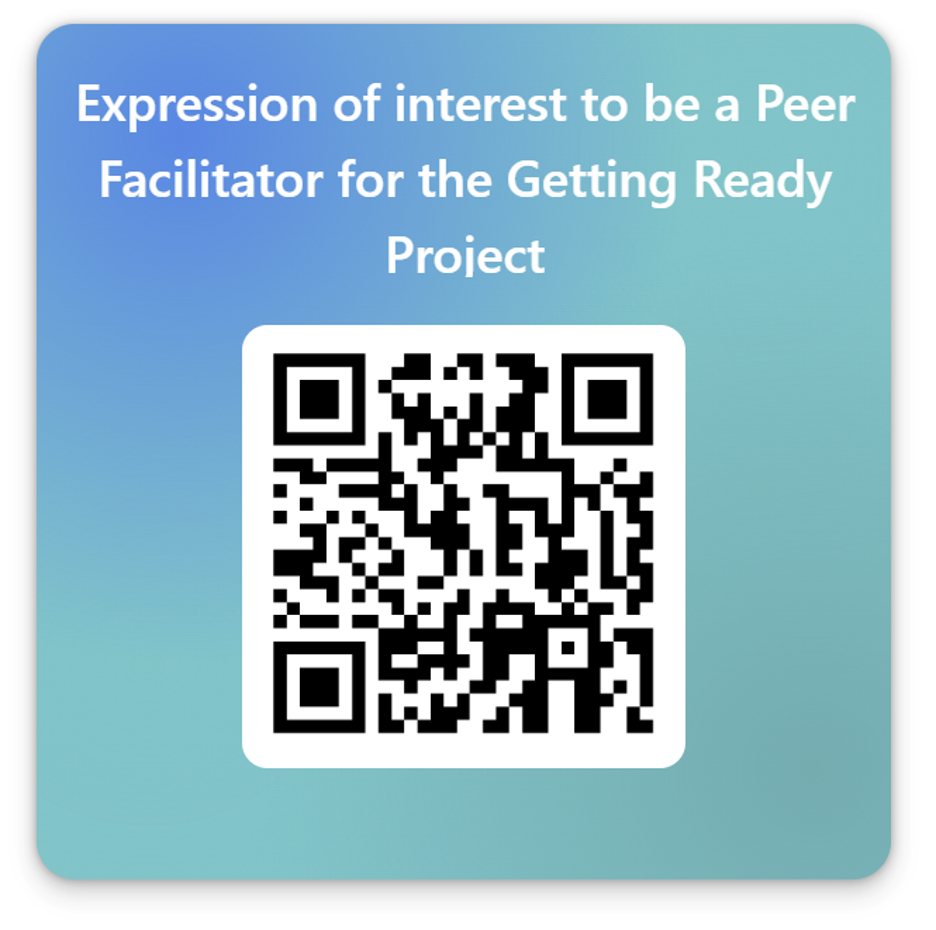 Expression of interest to be a Peer
Facilitator for the Getting Ready
Project